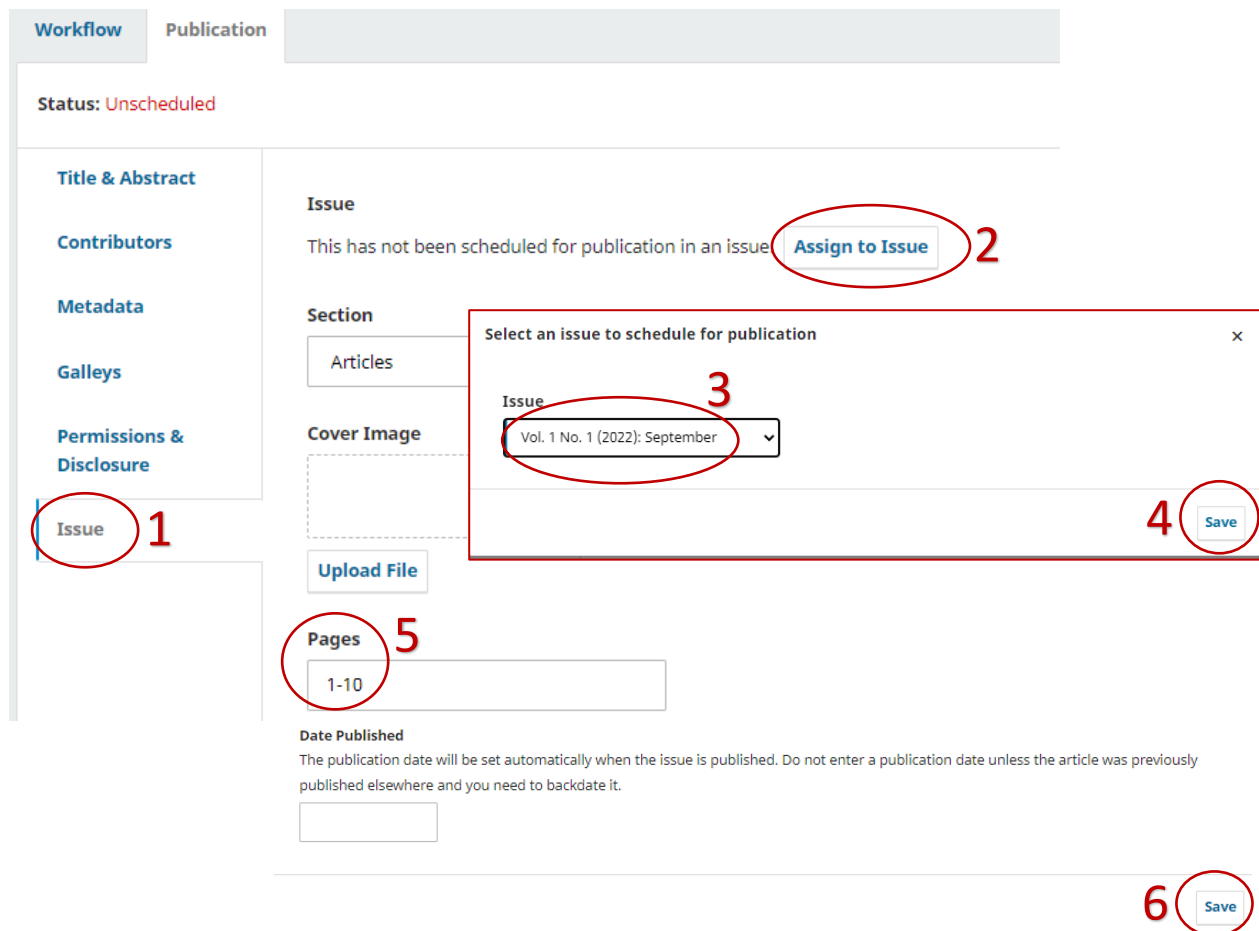 Workflow Publication
Status: Unscheduled
Title & Abstract
Contributors
Metadata
Galleys
Permissions &
Disclosure
Issue
1
Issue
This has not been scheduled for publication in an issue
Assign to Issue
2
Section
Articles
Cover Image
Upload File
Select an issue to schedule for publication
×
Issue
3
Vol. 1 No. 1 (2022): September
4
Save
Pages
5
1-10
Date Published
The publication date will be set automatically when the issue is published. Do not enter a publication date unless the article was previously
published elsewhere and you need to backdate it.
6
Save